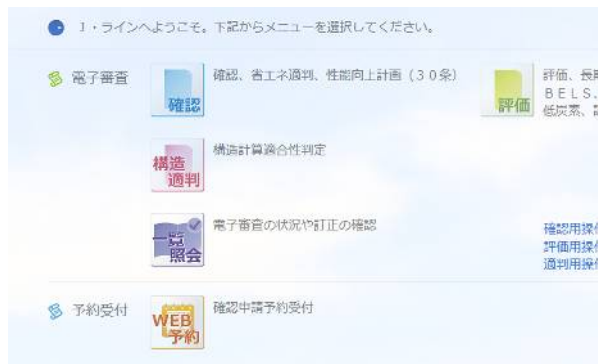 J・ラインへようこそ。下記からメニューを選択してください。
電子審査
確認
確認、省エネ適判、性能向上計画（３０条）
評価
評価、長期
ＢＥＬＳ、
低炭素、
構造
適判
構造計算適合性判定
一覧
照会
電子審査の状況や訂正の確認
確認用操作
評価用操作
適判用操作
予約受付
WEB
予約
確認申請予約受付